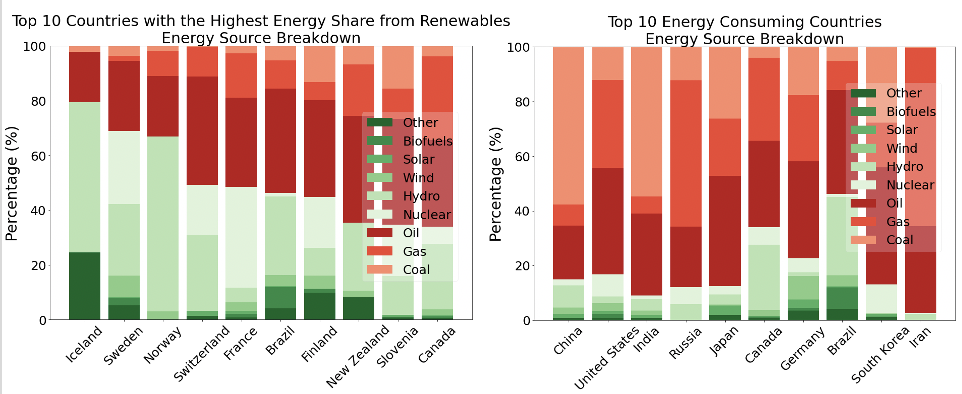 Top 10 Countries with the Highest Energy Share from Renewables
Energy Source Breakdown
Percentage (%)
100
80
60
40
20
0
Other
Biofuels
Solar
Wind
Hydro
Nuclear
Oil
Gas
Coal
Iceland
Sweden
Norway
Switzerland
France
Brazil
Finland
New Zealand
Slovenia
Canada
Top 10 Energy Consuming Countries
Energy Source Breakdown
Percentage (%)
100
80
60
40
20
0
Other
Biofuels
Solar
Wind
Hydro
Nuclear
Oil
Gas
Coal
China
United States
India
Russia
Japan
Canada
Germany
Brazil
South Korea
Iran